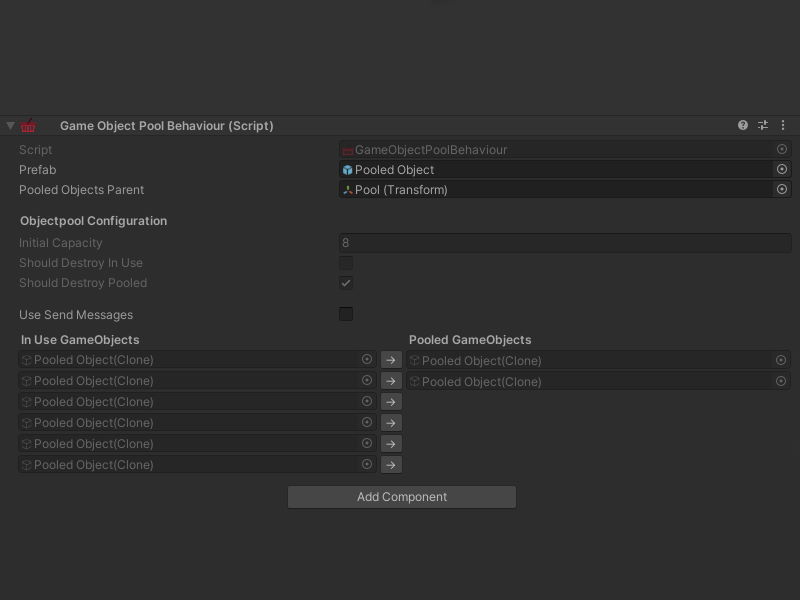 Game Object Pool Behaviour (Script)
Script GameObjectPoolBehaviour
Prefab Pooled Object
Pooled Objects Parent Pool (Transform)
Objectpool Configuration
Initial Capacity 8
Should Destroy In Use
Should Destroy Pooled
Use Send Messages
In Use GameObjects Pooled GameObjects
Pooled Object(Clone) Pooled Object(Clone)
Pooled Object(Clone) Pooled Object(Clone)
Pooled Object(Clone)
Pooled Object(Clone)
Pooled Object(Clone)
Pooled Object(Clone)
Add Component